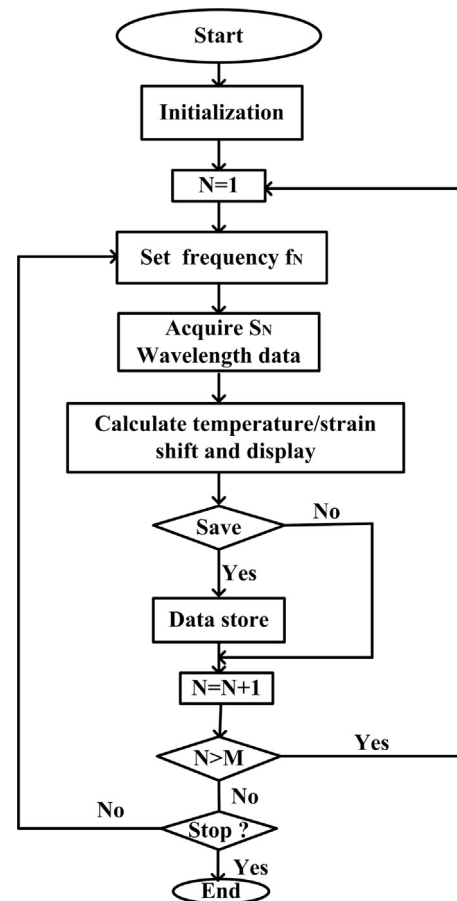 Start
Initialization
N=1
Set frequency fN
Acquire SN
Wavelength data
Calculate temperature/strain
shift and display
Save
No
Yes
Data store
N=N+1
N>M
Yes
No
No
Stop ?
Yes
End